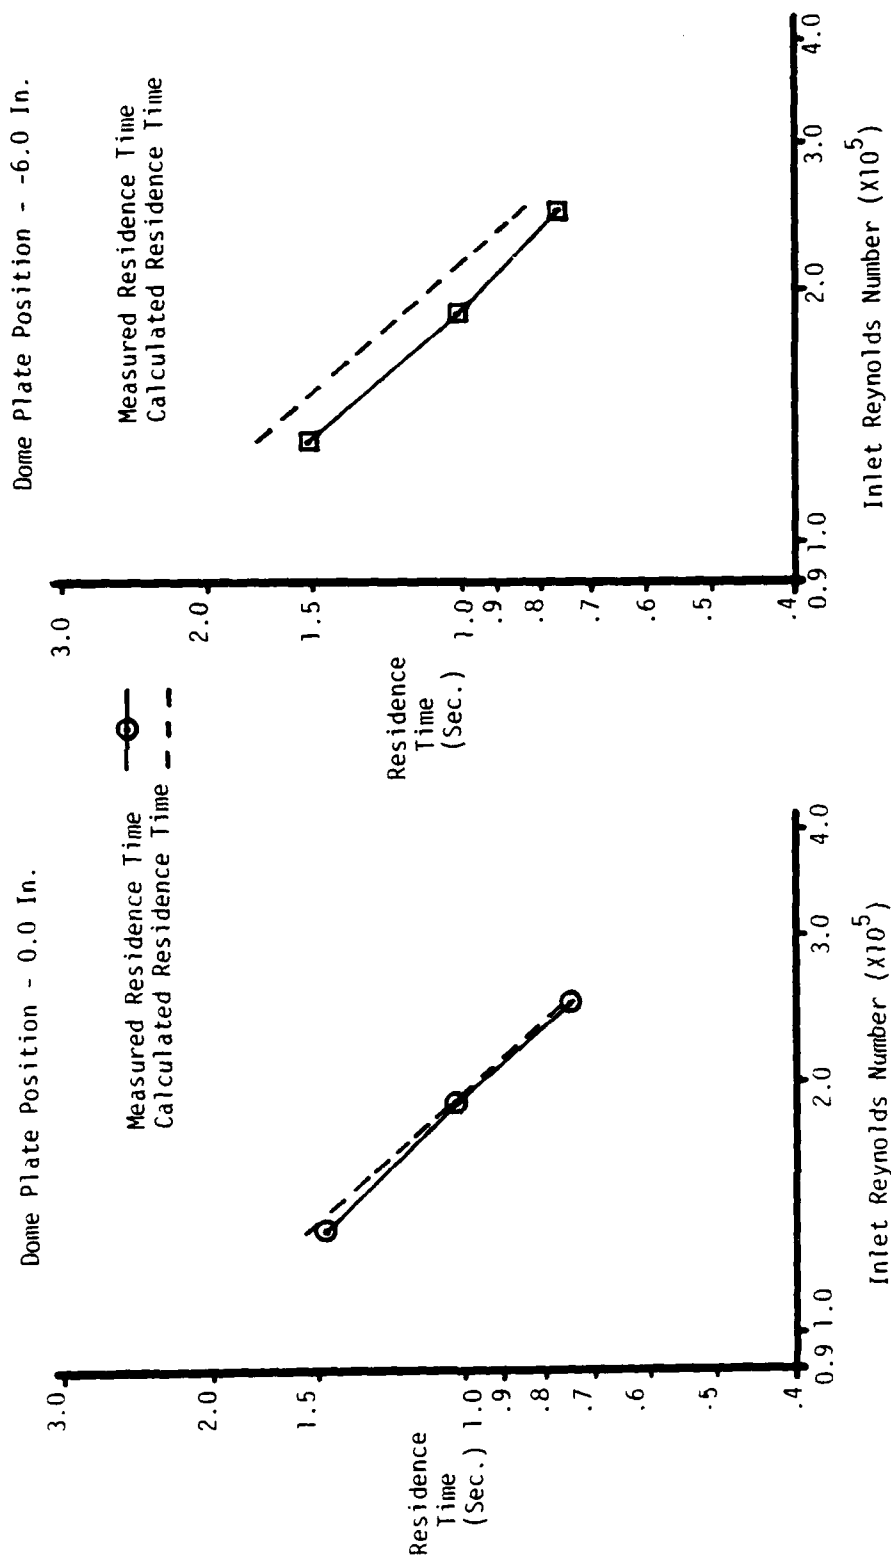 Dome Plate Position - 0.0 In.
Measured Residence Time
Calculated Residence Time
3.0
2.0
1.5
1.0
.9
.8
.7
.6
.5
.4
Residence
Time
(Sec.)
0.9 1.0 2.0 3.0 4.0
Inlet Reynolds Number (X10⁵)
Dome Plate Position - -6.0 In.
Measured Residence Time
Calculated Residence Time
3.0
2.0
1.5
1.0
.9
.8
.7
.6
.5
.4
Residence
Time
(Sec.)
0.9 1.0 2.0 3.0 4.0
Inlet Reynolds Number (X10⁵)